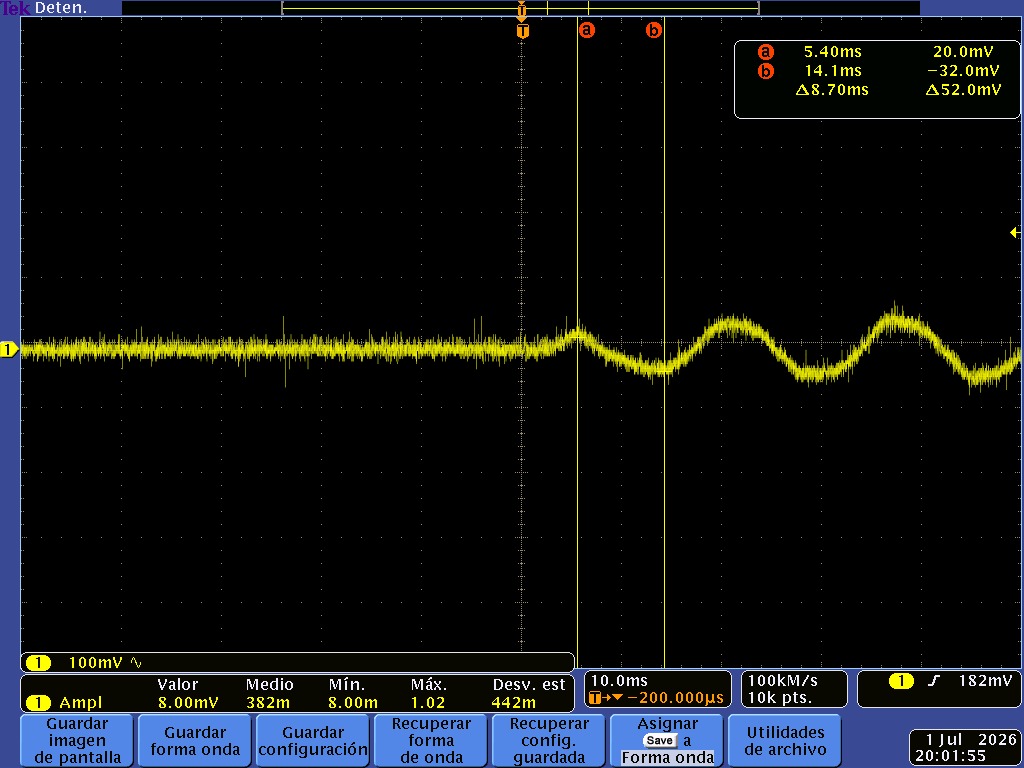 Tek Deten.
T
T a b
a 5.40ms 20.0mV
b 14.1ms −32.0mV
Δ8.70ms Δ52.0mV
1
1 100mV ∿
Valor Medio Mín. Máx. Desv. est
1 Ampl 8.00mV 382m 8.00m 1.02 442m
10.0ms
T→▼−200.000μs
100kM/s
10k pts.
1 182mV
Guardar
imagen
de pantalla
Guardar
forma onda
Guardar
configuración
Recuperar
forma
de onda
Recuperar
config.
guardada
Asignar
Save a
Forma onda
Utilidades
de archivo
1 Jul 2026
20:01:55